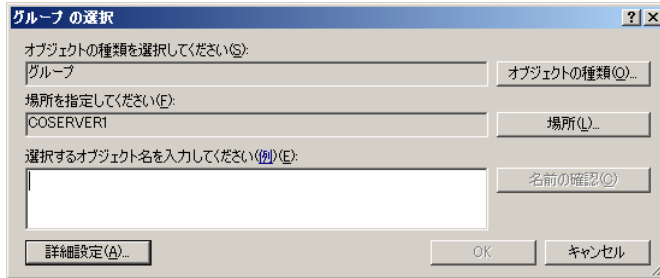 グループ の選択
オブジェクトの種類を選択してください(S):
グループ
オブジェクトの種類(O)...
場所を指定してください(F):
COSERVER1
場所(L)...
選択するオブジェクト名を入力してください(例)(E):
名前の確認(C)
詳細設定(A)...
OK
キャンセル